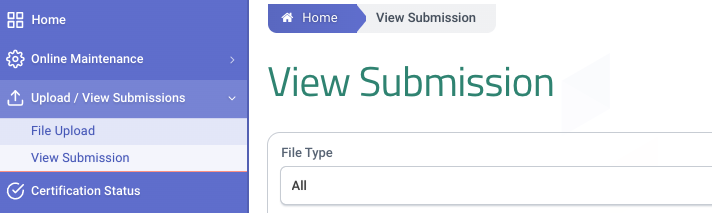 Home
Online Maintenance
Upload / View Submissions
File Upload
View Submission
Certification Status
Home
View Submission
View Submission
File Type
All